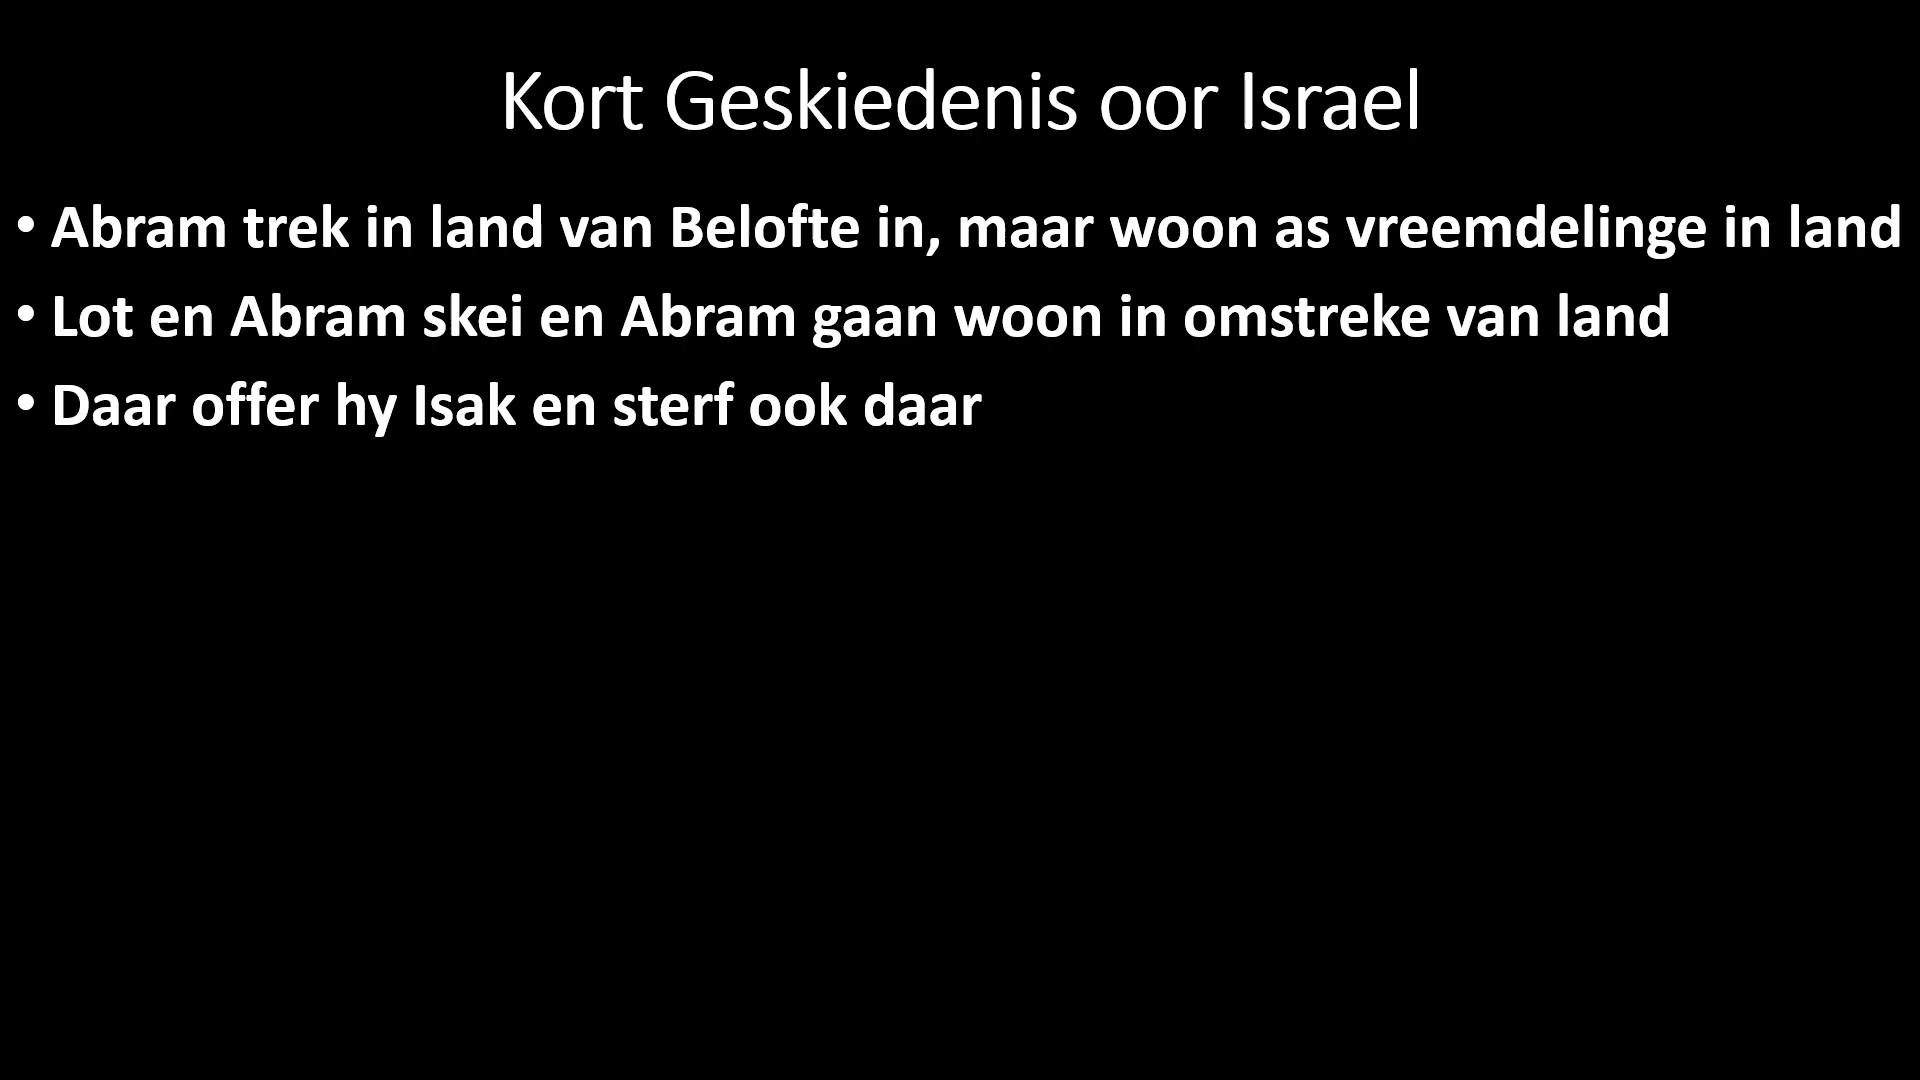 Kort Geskiedenis oor Israel
• Abram trek in land van Belofte in, maar woon as vreemdelinge in land
• Lot en Abram skei en Abram gaan woon in omstreke van land
• Daar offer hy Isak en sterf ook daar